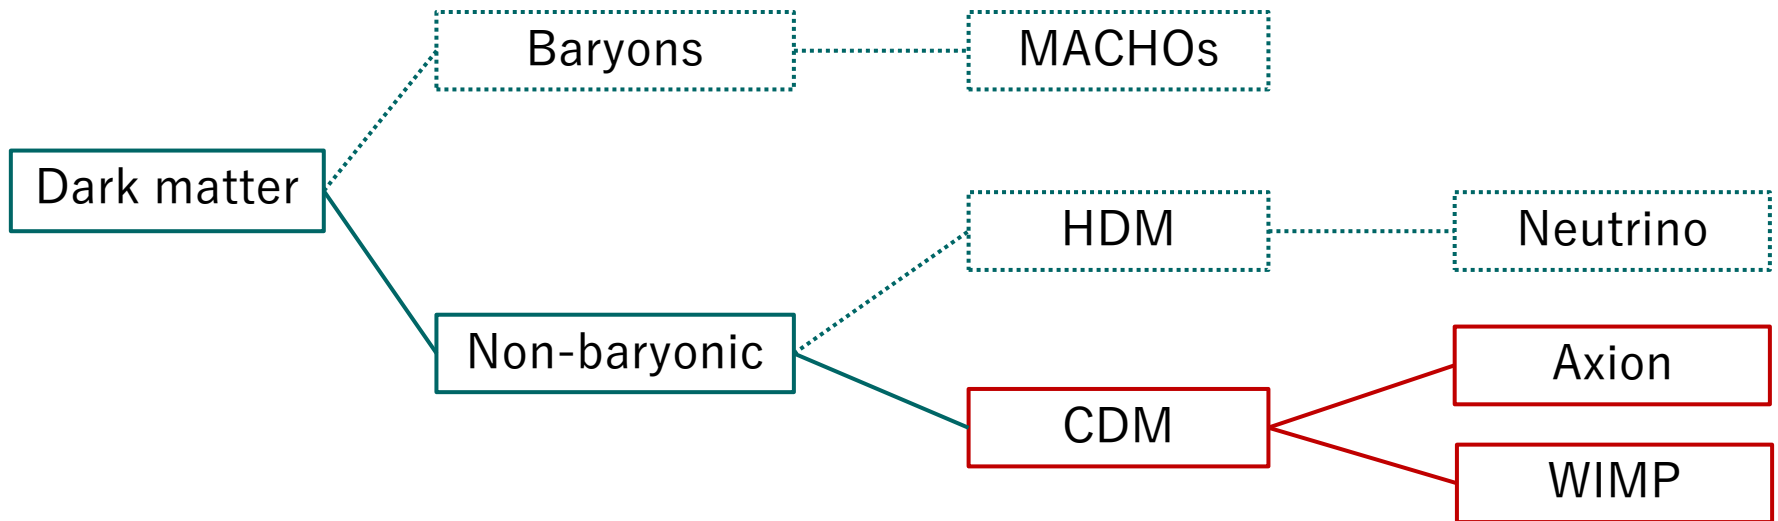 Baryons
MACHOs
Dark matter
HDM
Neutrino
Non-baryonic
Axion
CDM
WIMP